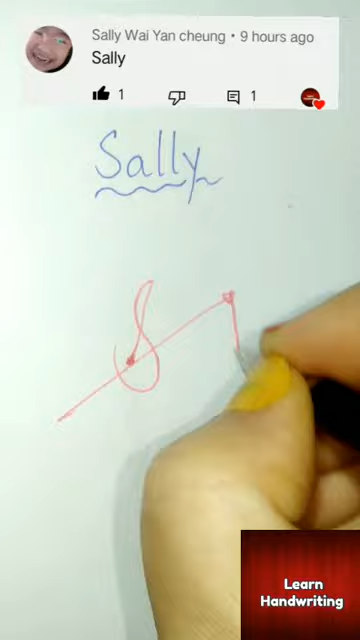 Sally Wai Yan cheung • 9 hours ago
Sally
1 1
Sally
S
Learn
Handwriting